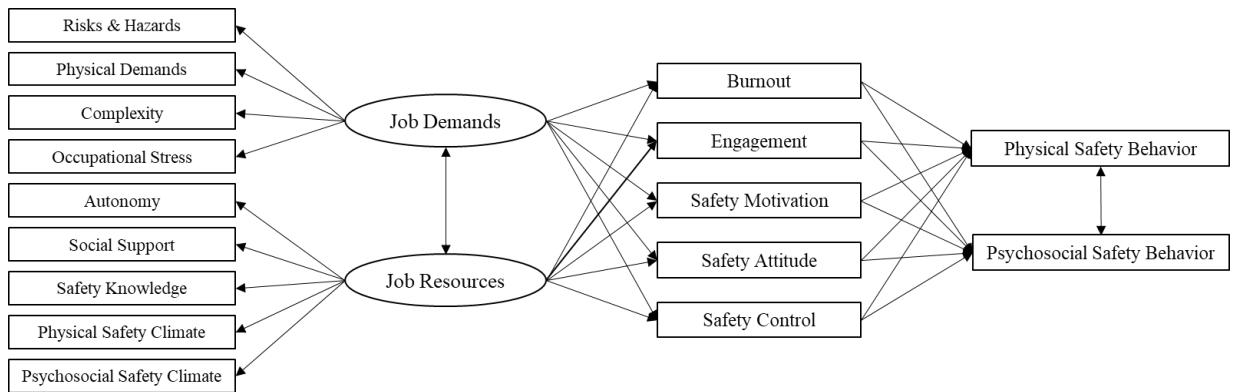 Risks & Hazards
Physical Demands
Complexity
Occupational Stress
Autonomy
Social Support
Safety Knowledge
Physical Safety Climate
Psychosocial Safety Climate
Job Demands
Job Resources
Burnout
Engagement
Safety Motivation
Safety Attitude
Safety Control
Physical Safety Behavior
Psychosocial Safety Behavior